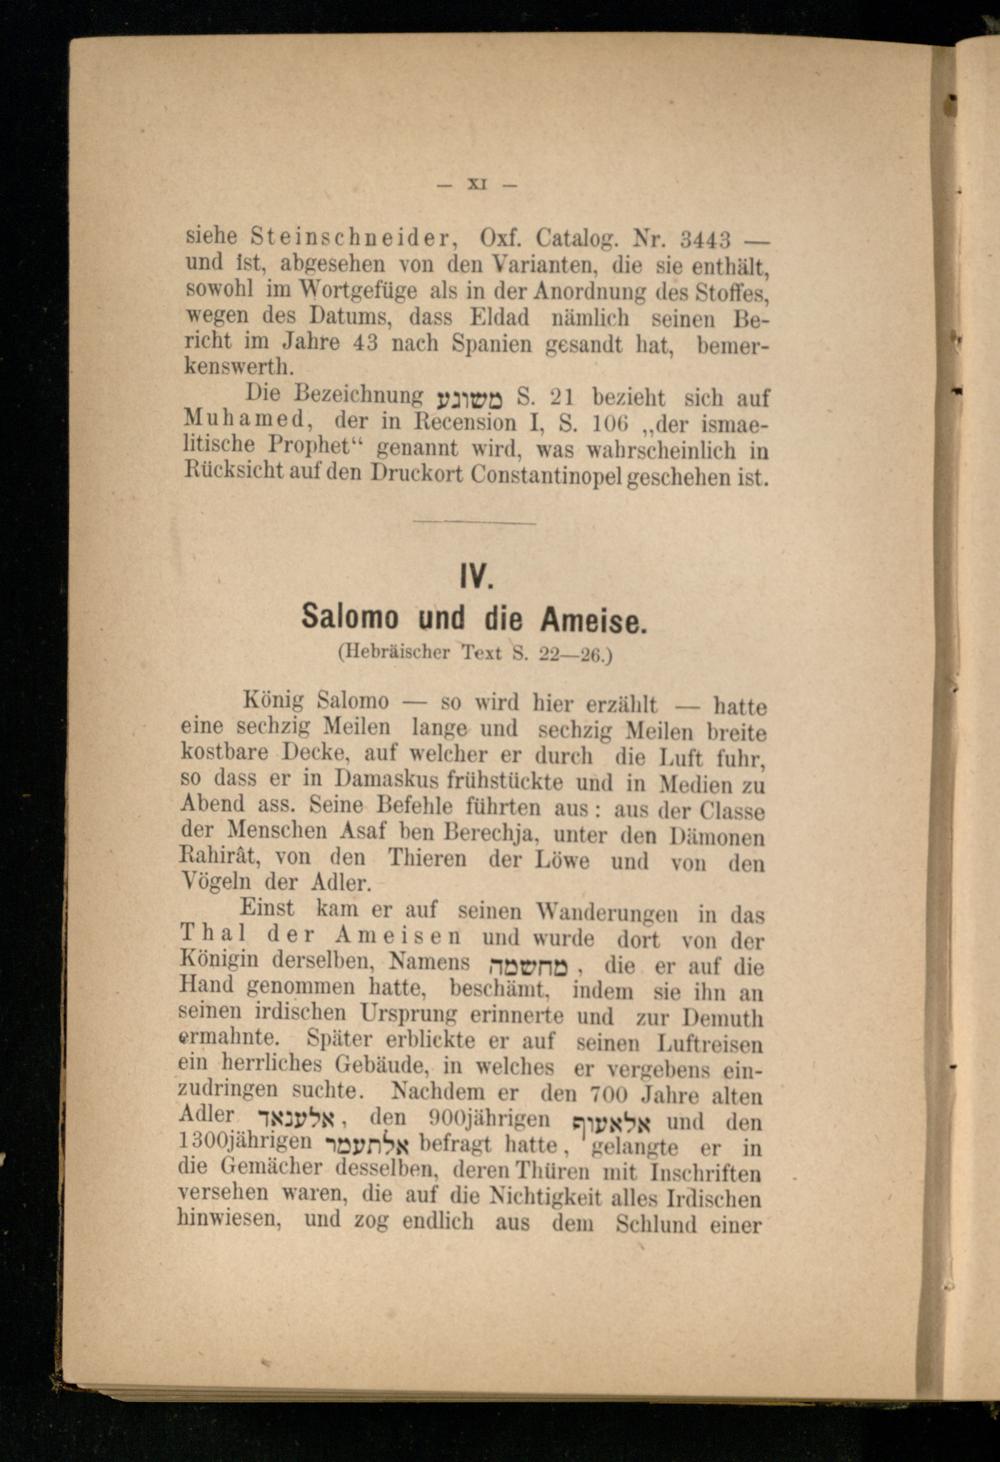 — XI —
siehe Steinschneider, Oxf. Catalog. Nr. 3443 —
und ist, abgesehen von den Varianten, die sie enthält,
sowohl im Wortgefüge als in der Anordnung des Stoffes,
wegen des Datums, dass Eldad nämlich seinen Be-
richt im Jahre 43 nach Spanien gesandt hat, bemer-
kenswerth.
Die Bezeichnung משונע S. 21 bezieht sich auf
Muhamed, der in Recension I, S. 106 „der ismae-
litische Prophet“ genannt wird, was wahrscheinlich in
Rücksicht auf den Druckort Constantinopel geschehen ist.
IV.
Salomo und die Ameise.
(Hebräischer Text S. 22—26.)
König Salomo — so wird hier erzählt — hatte
eine sechzig Meilen lange und sechzig Meilen breite
kostbare Decke, auf welcher er durch die Luft fuhr,
so dass er in Damaskus frühstückte und in Medien zu
Abend ass. Seine Befehle führten aus : aus der Classe
der Menschen Asaf ben Berechja, unter den Dämonen
Rahirât, von den Thieren der Löwe und von den
Vögeln der Adler.
Einst kam er auf seinen Wanderungen in das
Thal der Ameisen und wurde dort von der
Königin derselben, Namens מחשמה, die er auf die
Hand genommen hatte, beschämt, indem sie ihn an
seinen irdischen Ursprung erinnerte und zur Demuth
ermahnte. Später erblickte er auf seinen Luftreisen
ein herrliches Gebäude, in welches er vergebens ein-
zudringen suchte. Nachdem er den 700 Jahre alten
Adler אלענאד, den 900jährigen אלאעוף und den
1300jährigen אלתעמר befragt hatte, gelangte er in
die Gemächer desselben, deren Thüren mit Inschriften
versehen waren, die auf die Nichtigkeit alles Irdischen
hinwiesen, und zog endlich aus dem Schlund einer